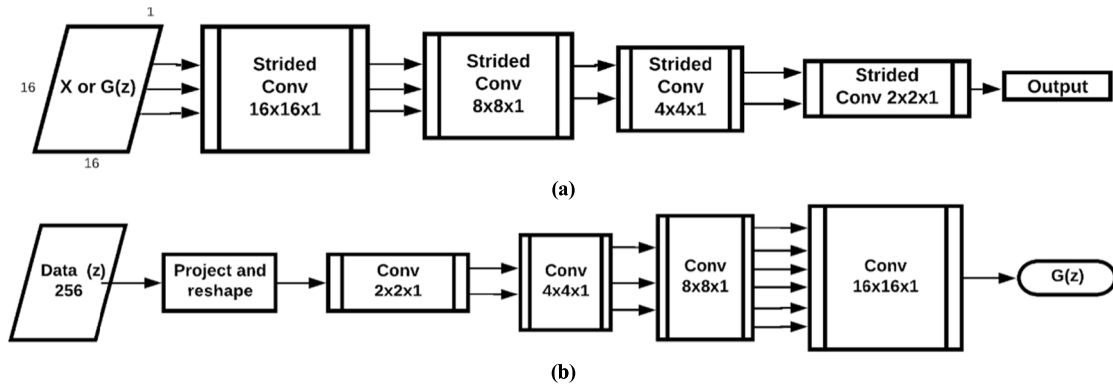 1
16
X or G(z)
16
Strided
Conv
16x16x1
Strided
Conv
8x8x1
Strided
Conv
4x4x1
Strided
Conv 2x2x1
Output
(a)
Data (z)
256
Project and
reshape
Conv
2x2x1
Conv
4x4x1
Conv
8x8x1
Conv
16x16x1
G(z)
(b)